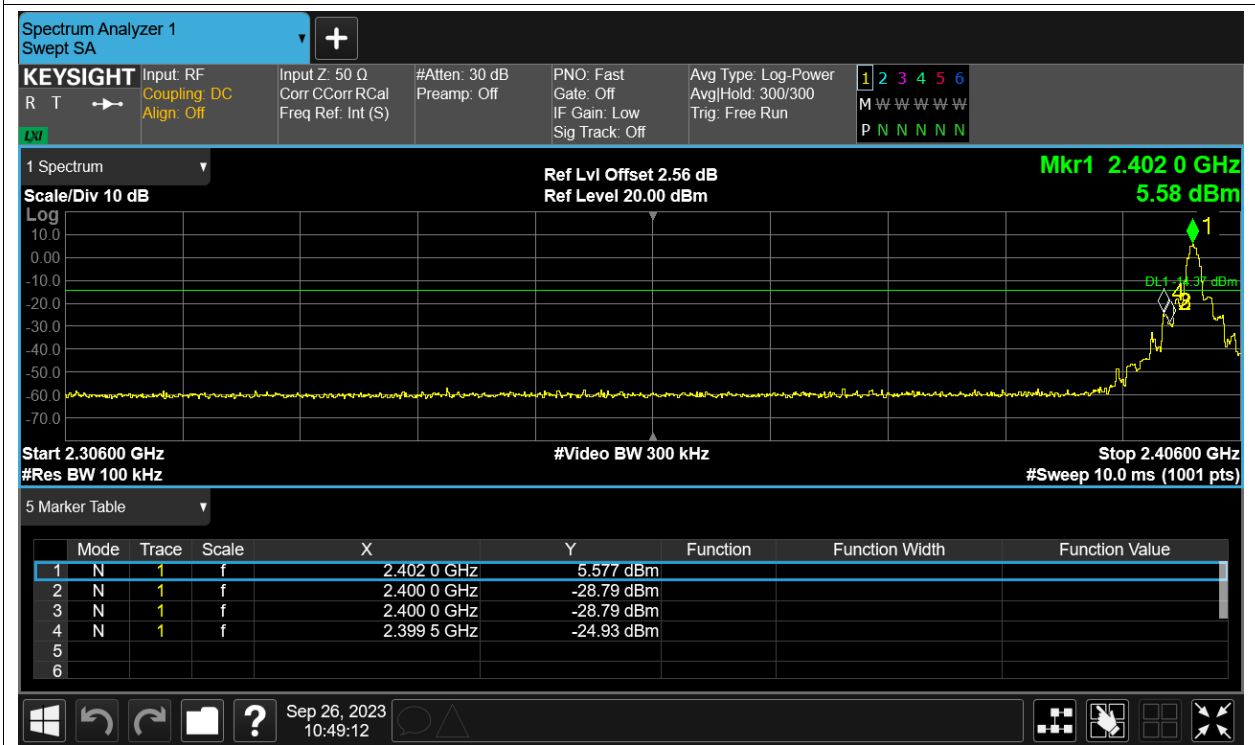 Spectrum Analyzer 1
Swept SA
KEYSIGHT
R T
LXI
Input: RF
Coupling: DC
Align: Off
Input Z: 50 Ω
Corr CCorr RCal
Freq Ref: Int (S)
#Atten: 30 dB
Preamp: Off
PNO: Fast
Gate: Off
IF Gain: Low
Sig Track: Off
Avg Type: Log-Power
Avg|Hold: 300/300
Trig: Free Run
1 2 3 4 5 6
M W W W W W
P N N N N N
1 Spectrum
Scale/Div 10 dB
Ref Lvl Offset 2.56 dB
Ref Level 20.00 dBm
Mkr1 2.402 0 GHz
5.58 dBm
Log
10.0
0.00
-10.0
-20.0
-30.0
-40.0
-50.0
-60.0
-70.0
1
DL1 -14.37 dBm
4
Start 2.30600 GHz
#Res BW 100 kHz
#Video BW 300 kHz
Stop 2.40600 GHz
#Sweep 10.0 ms (1001 pts)
5 Marker Table
Mode Trace Scale X Y Function Function Width Function Value
1 N 1 f 2.402 0 GHz 5.577 dBm
2 N 1 f 2.400 0 GHz -28.79 dBm
3 N 1 f 2.400 0 GHz -28.79 dBm
4 N 1 f 2.399 5 GHz -24.93 dBm
5
6
?
Sep 26, 2023
10:49:12